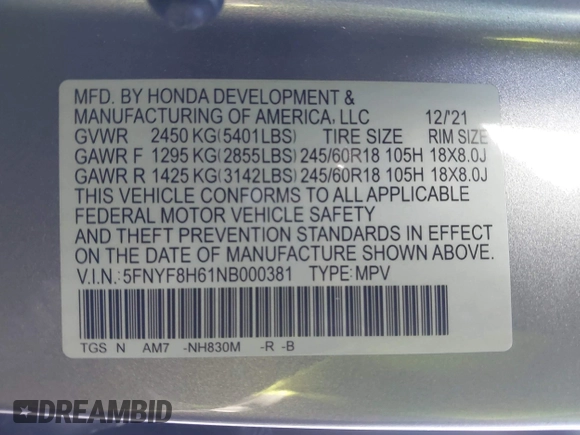 MFD. BY HONDA DEVELOPMENT &
MANUFACTURING OF AMERICA, LLC 12/'21
GVWR 2450 KG(5401LBS) TIRE SIZE RIM SIZE
GAWR F 1295 KG(2855LBS) 245/60R18 105H 18X8.0J
GAWR R 1425 KG(3142LBS) 245/60R18 105H 18X8.0J
THIS VEHICLE CONFORMS TO ALL APPLICABLE
FEDERAL MOTOR VEHICLE SAFETY
AND THEFT PREVENTION STANDARDS IN EFFECT
ON THE DATE OF MANUFACTURE SHOWN ABOVE.
V.I.N.:5FNYF8H61NB000381 TYPE:MPV
TGS N AM7 -NH830M -R -B
DREAMBID